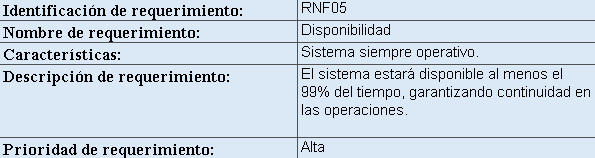 Identificación de requerimiento: RNF05
Nombre de requerimiento: Disponibilidad
Características: Sistema siempre operativo.
Descripción de requerimiento: El sistema estará disponible al menos el
99% del tiempo, garantizando continuidad en
las operaciones.
Prioridad de requerimiento: Alta